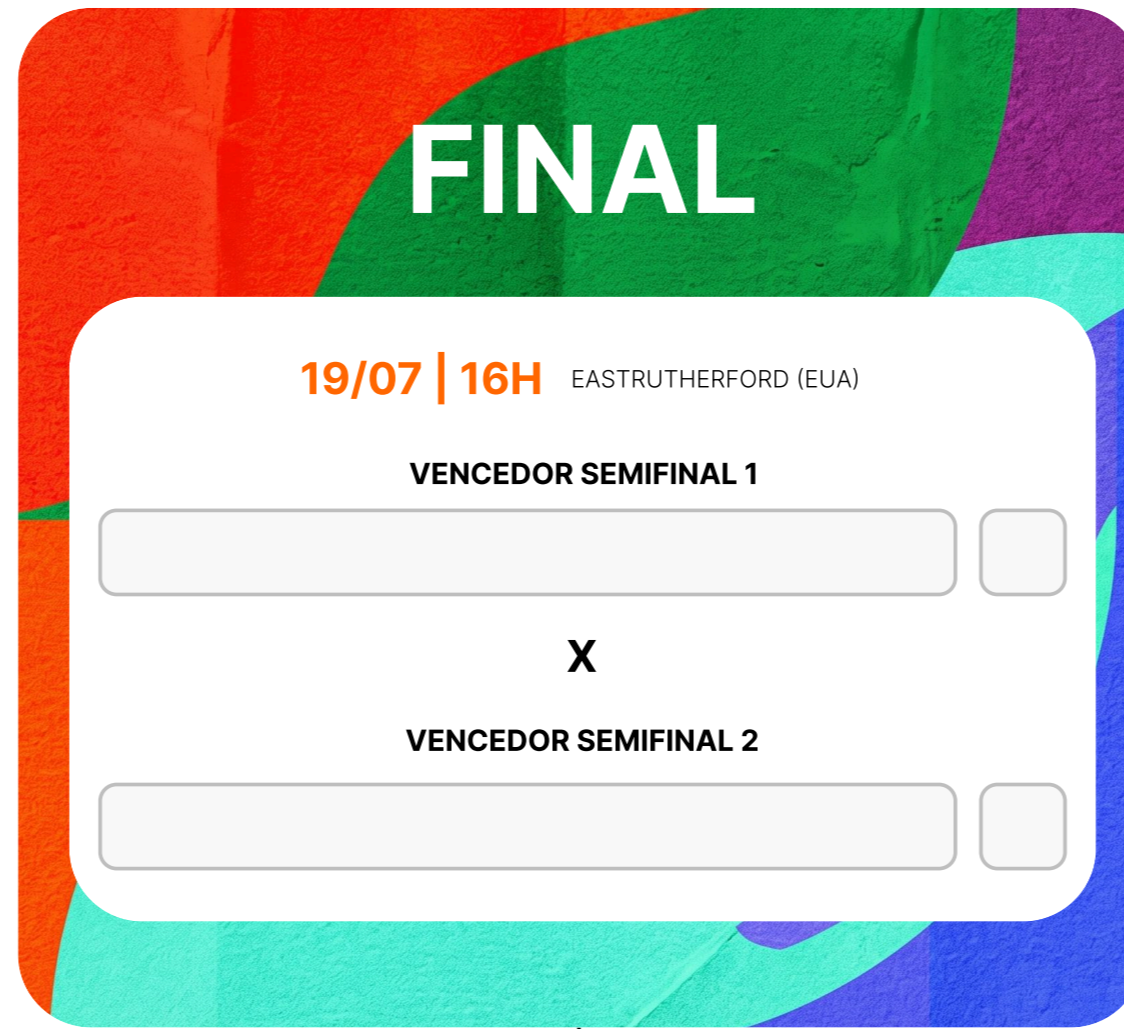 FINAL
19/07 | 16H EASTRUTHERFORD (EUA)
VENCEDOR SEMIFINAL 1
X
VENCEDOR SEMIFINAL 2